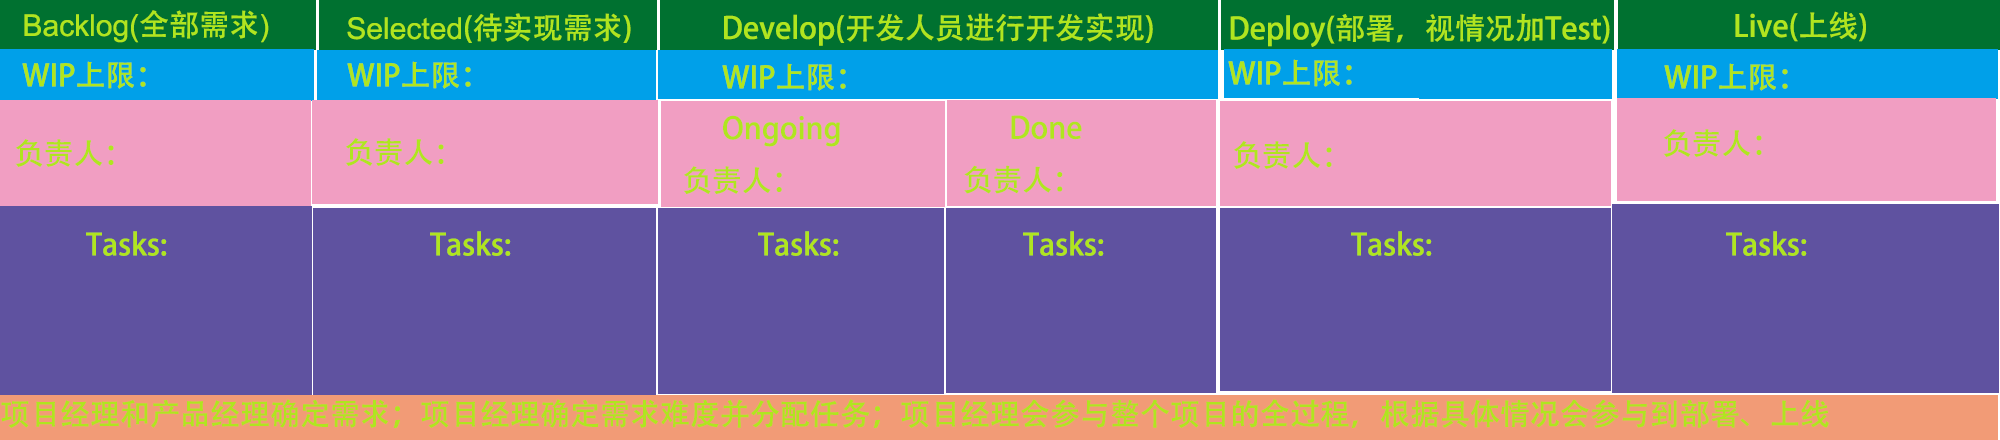 Backlog(全部需求)
Selected(待实现需求)
Develop(开发人员进行开发实现)
Deploy(部署，视情况加Test)
Live(上线)
WIP上限：
WIP上限：
WIP上限：
WIP上限：
WIP上限：
负责人：
负责人：
Ongoing
负责人：
Done
负责人：
负责人：
负责人：
Tasks:
Tasks:
Tasks:
Tasks:
Tasks:
Tasks:
项目经理和产品经理确定需求；项目经理确定需求难度并分配任务；项目经理会参与整个项目的全过程，根据具体情况会参与到部署、上线